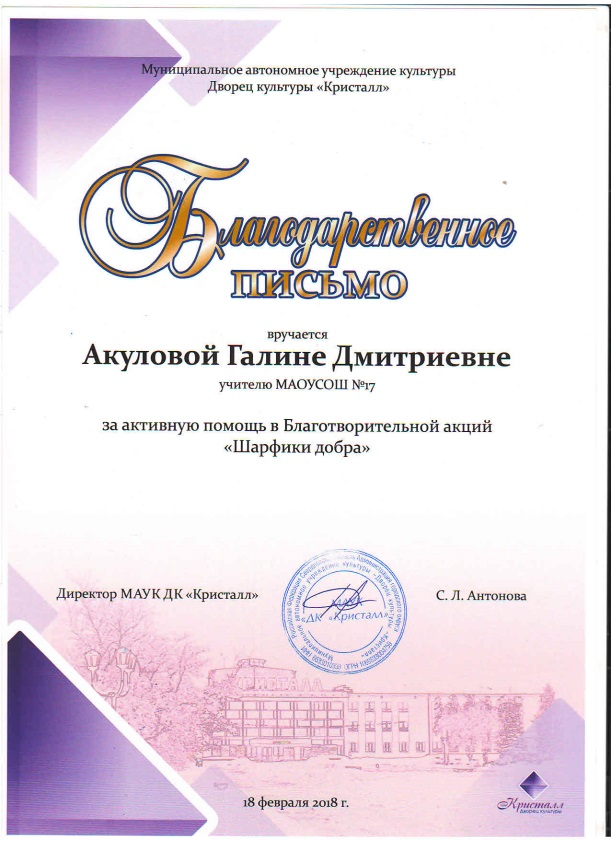 Муниципальное автономное учреждение культуры
Дворец культуры «Кристалл»
Благодарственное
ПИСЬМО
вручается
Акуловой Галине Дмитриевне
учителю МАОУСОШ №17
за активную помощь в Благотворительной акций
«Шарфики добра»
Директор МАУК ДК «Кристалл»
С. Л. Антонова
МАУК
ДК «Кристалл»
18 февраля 2018 г.
Кристалл
дворец культуры